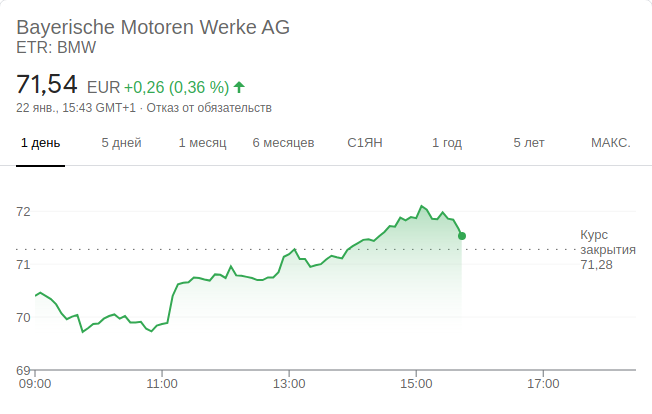 Bayerische Motoren Werke AG
ETR: BMW
71,54 EUR +0,26 (0,36 %)
22 янв., 15:43 GMT+1 · Отказ от обязательств
1 день 5 дней 1 месяц 6 месяцев С1ЯН 1 год 5 лет МАКС.
72
Курс
закрытия
71,28
71
70
69
09:00 11:00 13:00 15:00 17:00